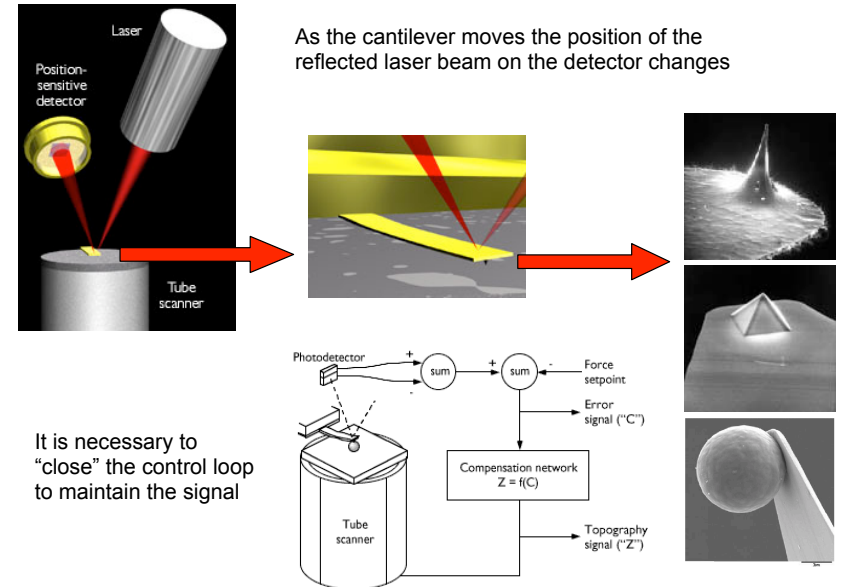 Laser
Position-
sensitive
detector
Tube
scanner
As the cantilever moves the position of the
reflected laser beam on the detector changes
It is necessary to
“close” the control loop
to maintain the signal
Photodetector
+
-
sum
+
sum
-
Force
setpoint
Error
signal (“C”)
Compensation network
Z = f(C)
Topography
signal (“Z”)
Tube
scanner